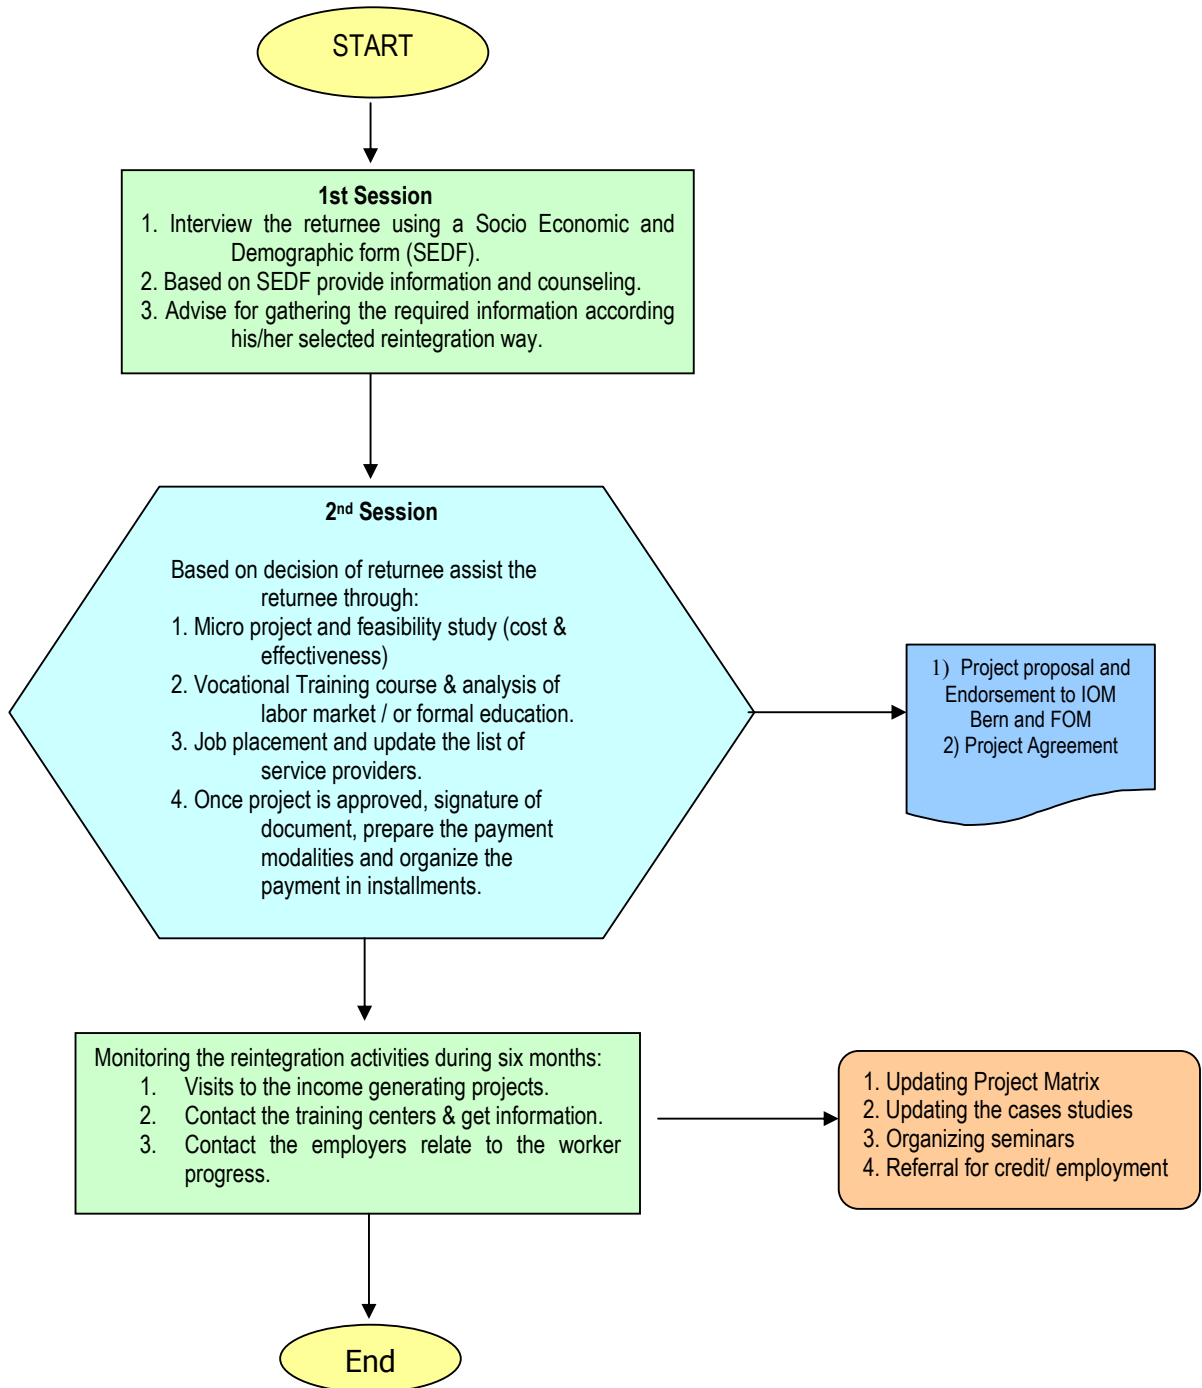 START
1st Session
1. Interview the returnee using a Socio Economic and
Demographic form (SEDF).
2. Based on SEDF provide information and counseling.
3. Advise for gathering the required information according
his/her selected reintegration way.
2nd Session
Based on decision of returnee assist the
returnee through:
1. Micro project and feasibility study (cost &
effectiveness)
2. Vocational Training course & analysis of
labor market / or formal education.
3. Job placement and update the list of
service providers.
4. Once project is approved, signature of
document, prepare the payment
modalities and organize the
payment in installments.
1) Project proposal and
Endorsement to IOM
Bern and FOM
2) Project Agreement
Monitoring the reintegration activities during six months:
1. Visits to the income generating projects.
2. Contact the training centers & get information.
3. Contact the employers relate to the worker
progress.
1. Updating Project Matrix
2. Updating the cases studies
3. Organizing seminars
4. Referral for credit/ employment
End